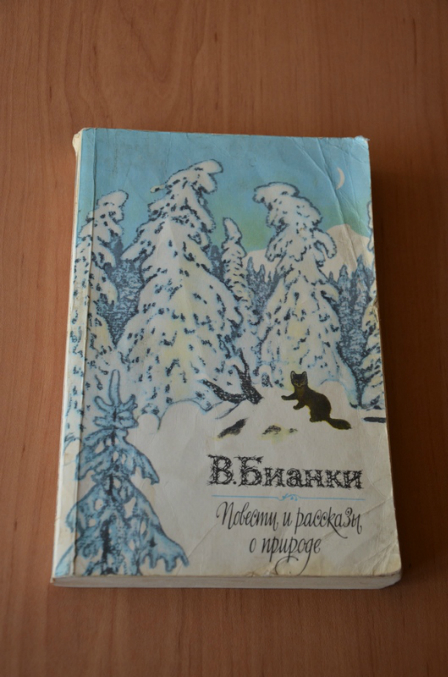 В. Бианки
Повести и рассказы
о природе